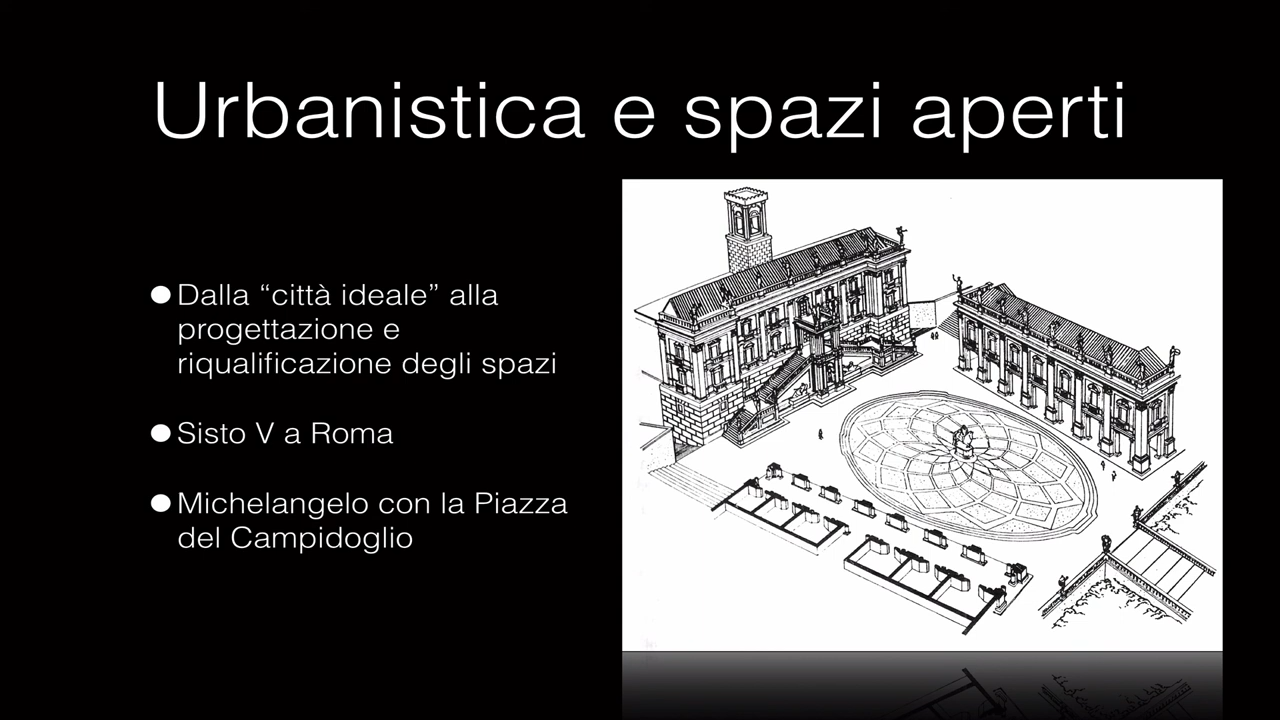 Urbanistica e spazi aperti
●Dalla “città ideale” alla
progettazione e
riqualificazione degli spazi
●Sisto V a Roma
●Michelangelo con la Piazza
del Campidoglio